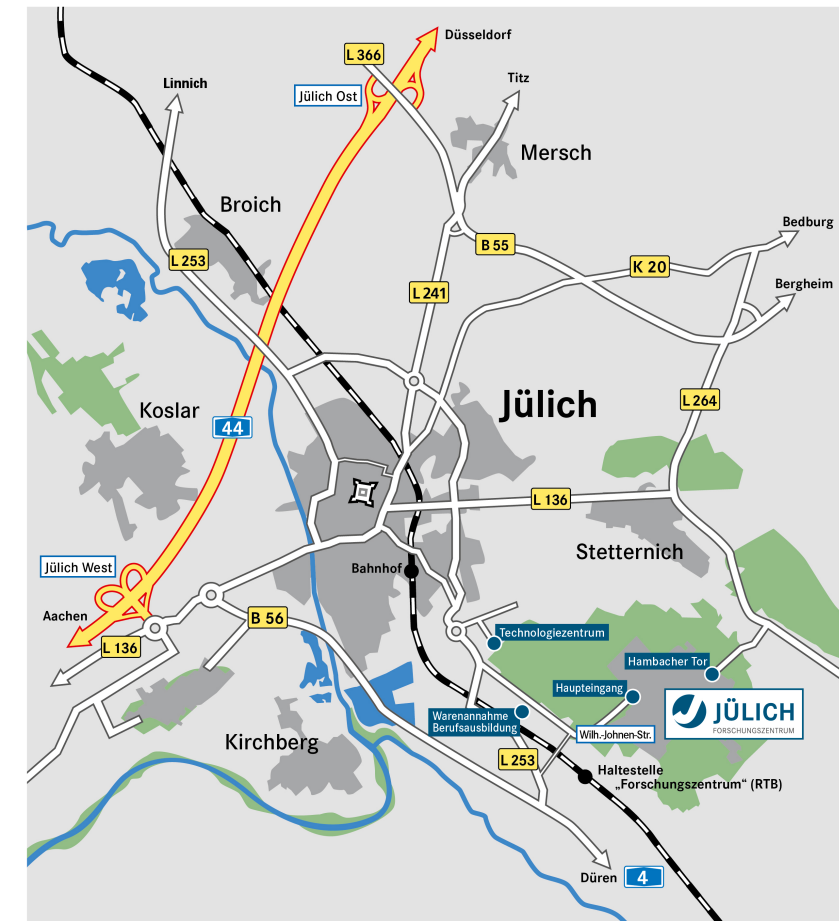 Düsseldorf
L 366
Linnich
Titz
Jülich Ost
Mersch
Broich
Bedburg
B 55
L 253
K 20
Bergheim
L 241
Jülich
L 264
Koslar
44
L 136
Stetternich
Jülich West
Bahnhof
Aachen
B 56
Technologiezentrum
L 136
Hambacher Tor
Haupteingang
JÜLICH
FORSCHUNGSZENTRUM
Warenannahme
Berufsausbildung
Wilh.-Johnen-Str.
Kirchberg
L 253
Haltestelle
„Forschungszentrum“ (RTB)
Düren 4